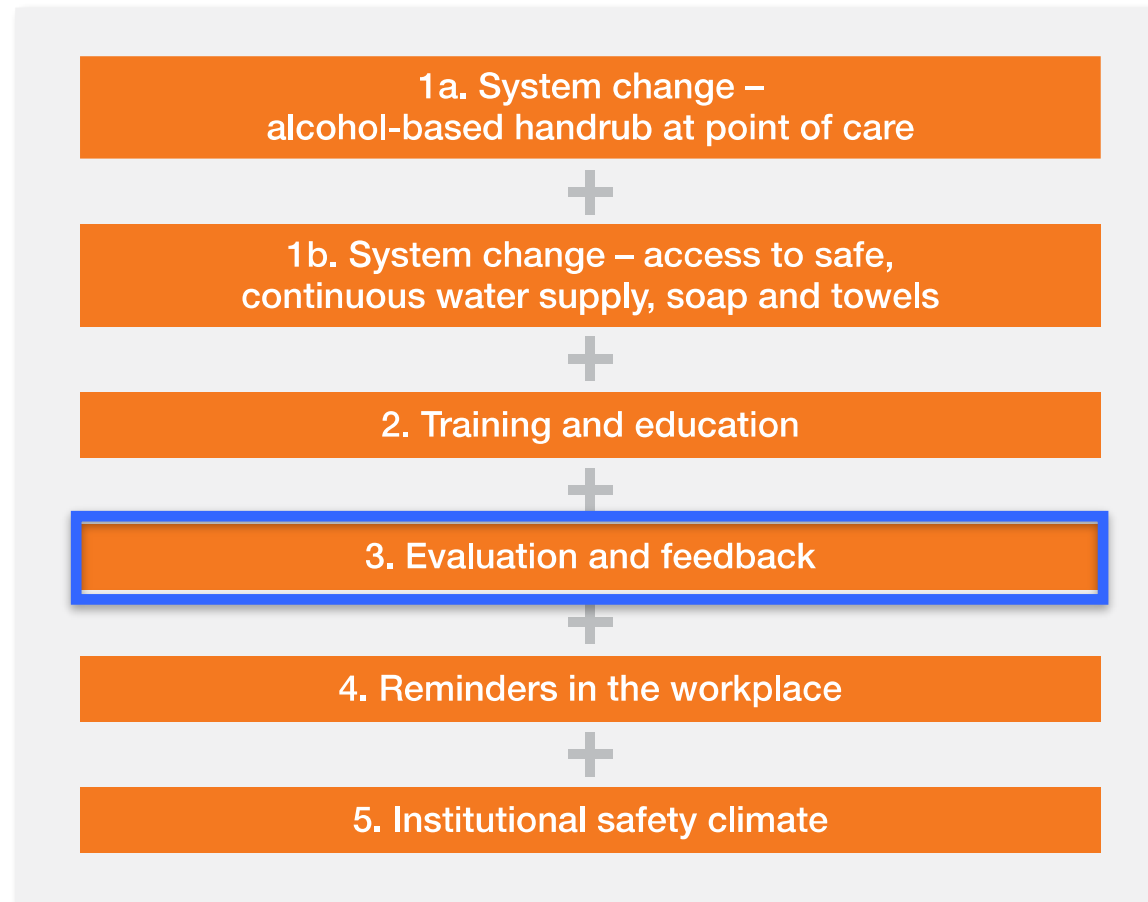 1a. System change –
alcohol-based handrub at point of care
+
1b. System change – access to safe,
continuous water supply, soap and towels
+
2. Training and education
+
3. Evaluation and feedback
+
4. Reminders in the workplace
+
5. Institutional safety climate